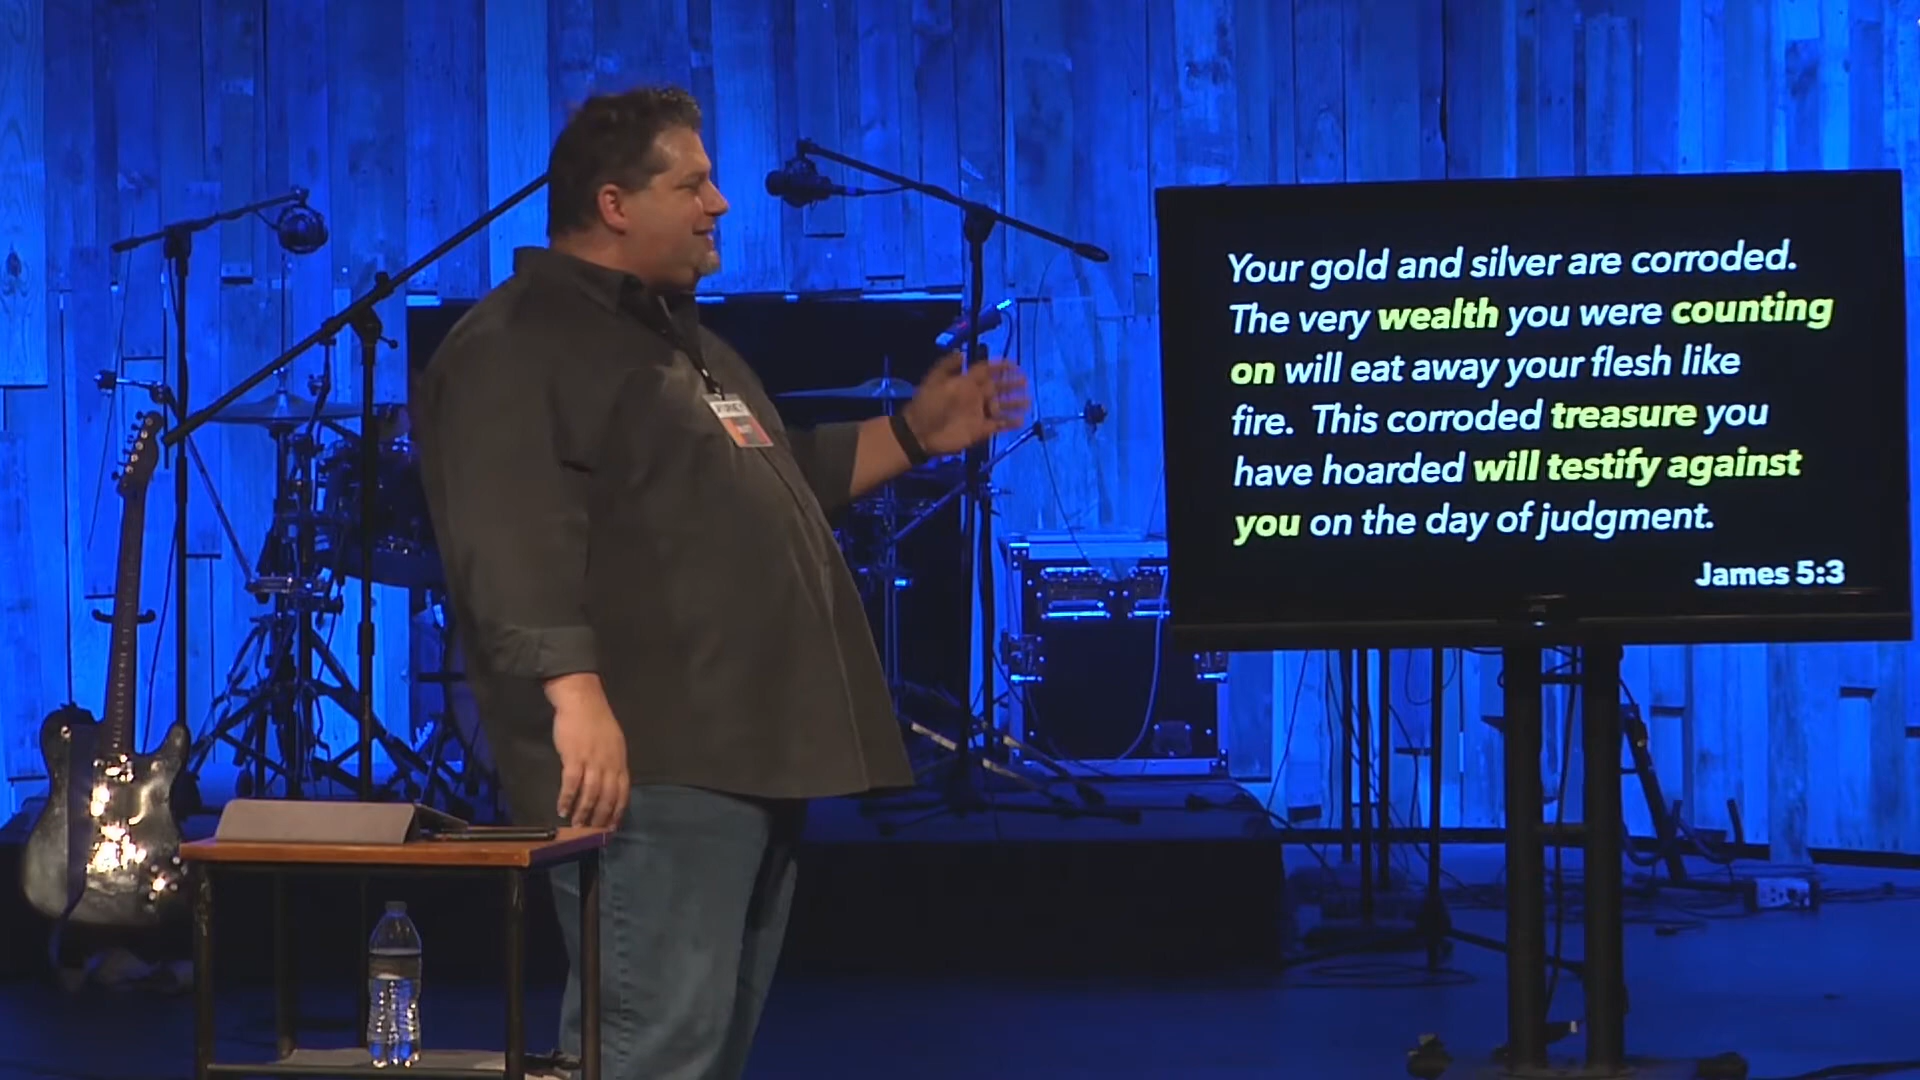 Your gold and silver are corroded.
The very wealth you were counting
on will eat away your flesh like
fire. This corroded treasure you
have hoarded will testify against
you on the day of judgment.
James 5:3